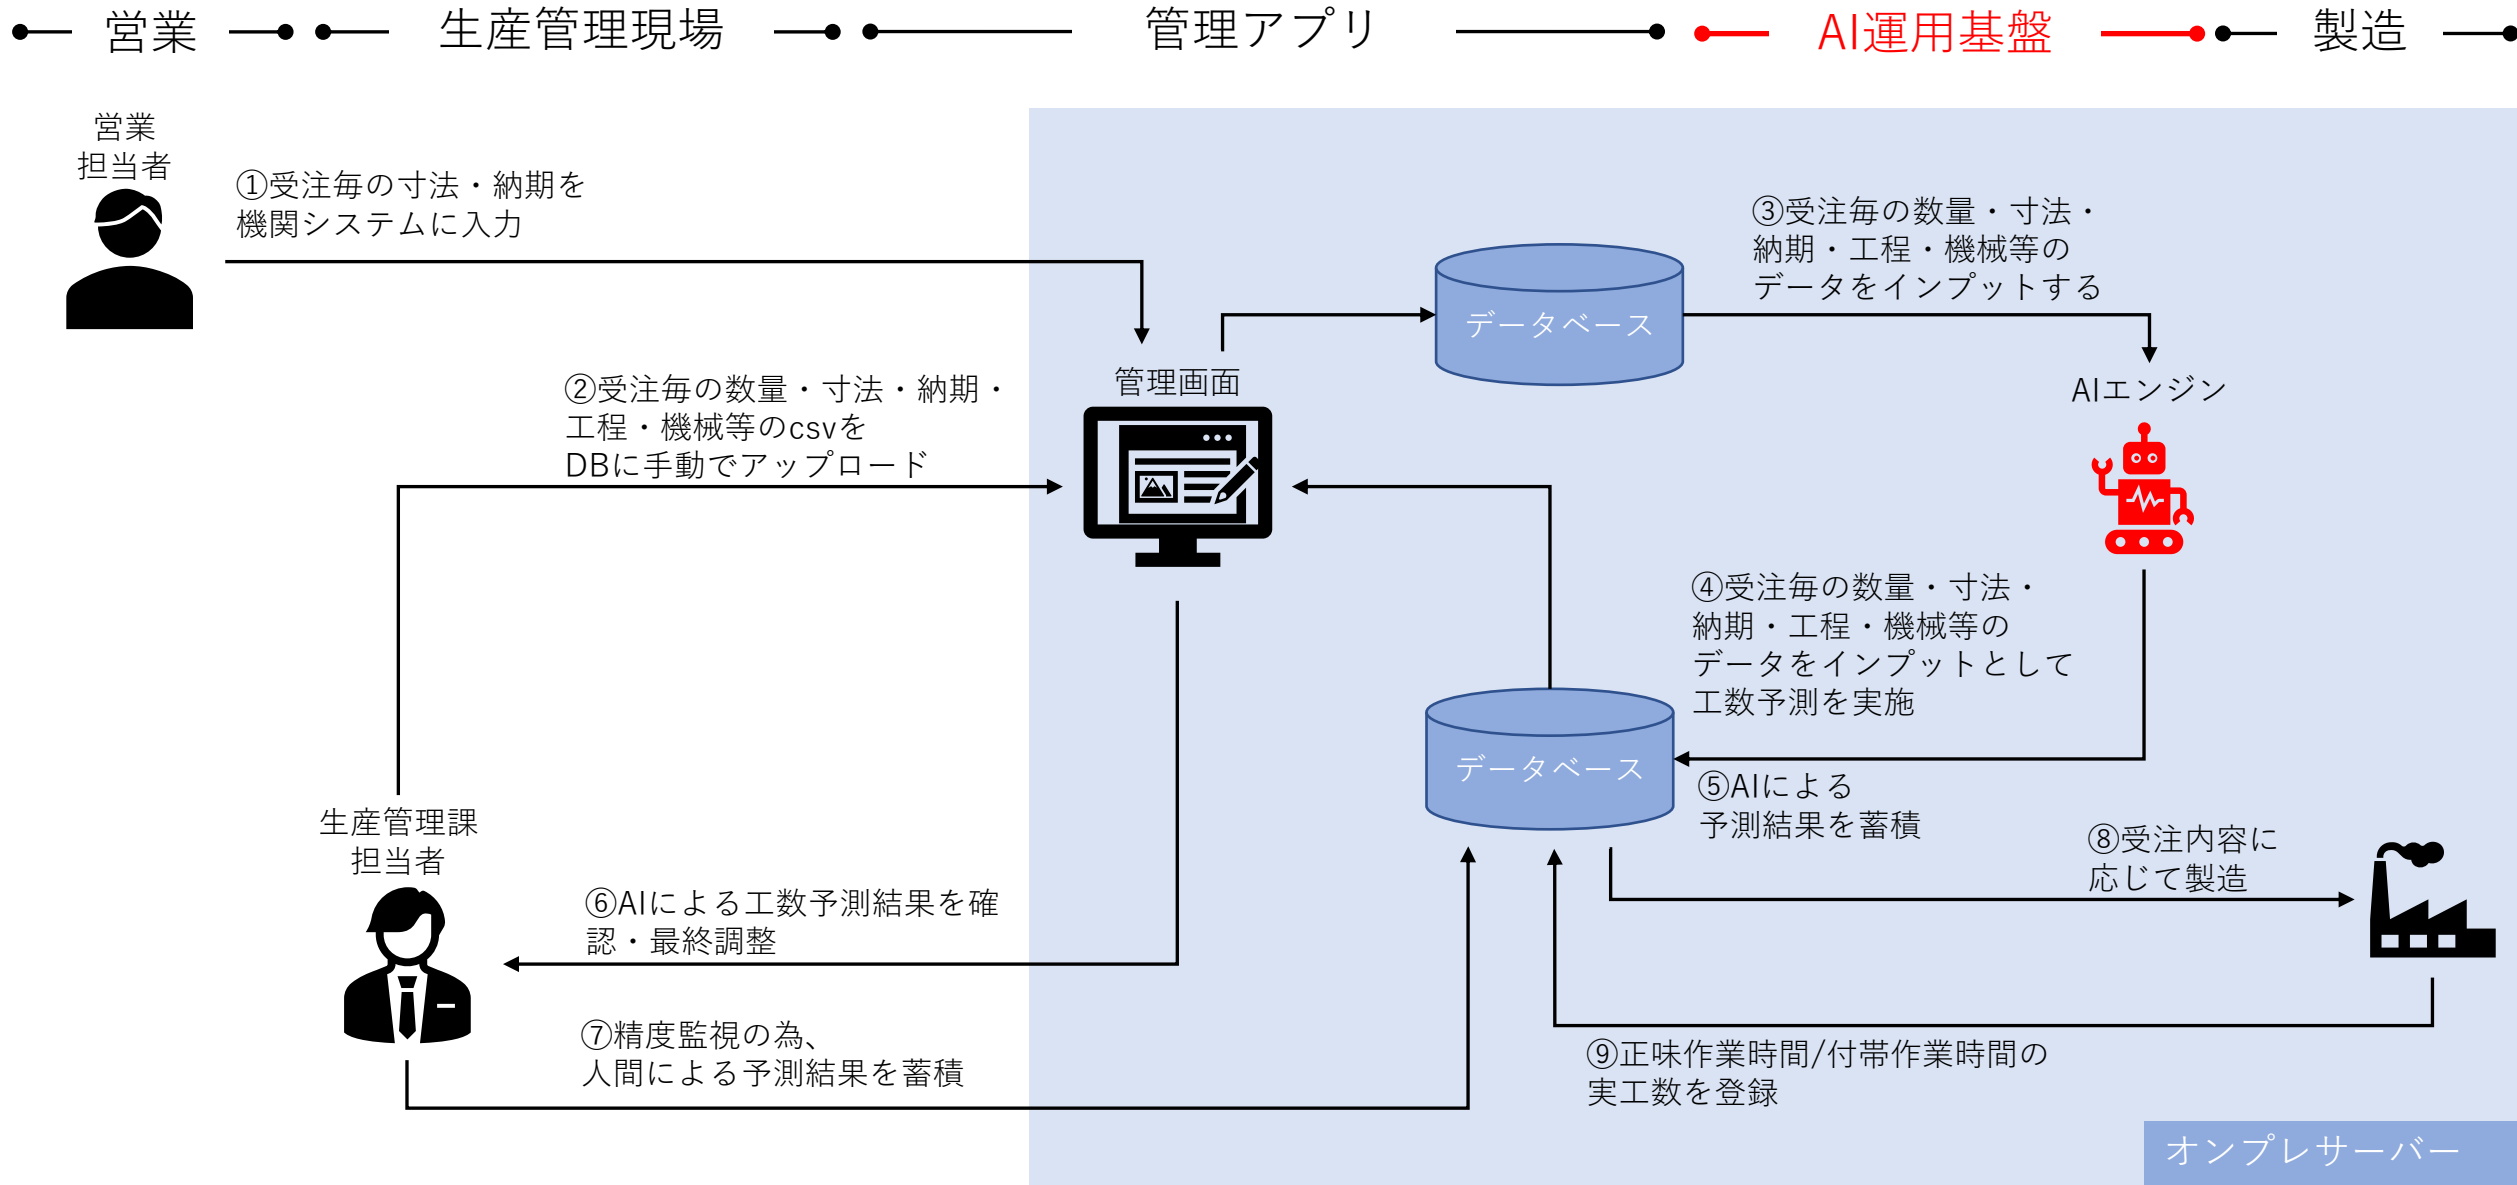 営業
生産管理現場
管理アプリ
AI運用基盤
製造
営業
担当者
①受注毎の寸法・納期を
機関システムに入力
②受注毎の数量・寸法・納期・
工程・機械等のcsvを
DBに手動でアップロード
管理画面
データベース
③受注毎の数量・寸法・
納期・工程・機械等の
データをインプットする
AIエンジン
④受注毎の数量・寸法・
納期・工程・機械等の
データをインプットとして
工数予測を実施
データベース
⑤AIによる
予測結果を蓄積
生産管理課
担当者
⑥AIによる工数予測結果を確
認・最終調整
⑦精度監視の為、
人間による予測結果を蓄積
⑧受注内容に
応じて製造
⑨正味作業時間/付帯作業時間の
実工数を登録
オンプレサーバー